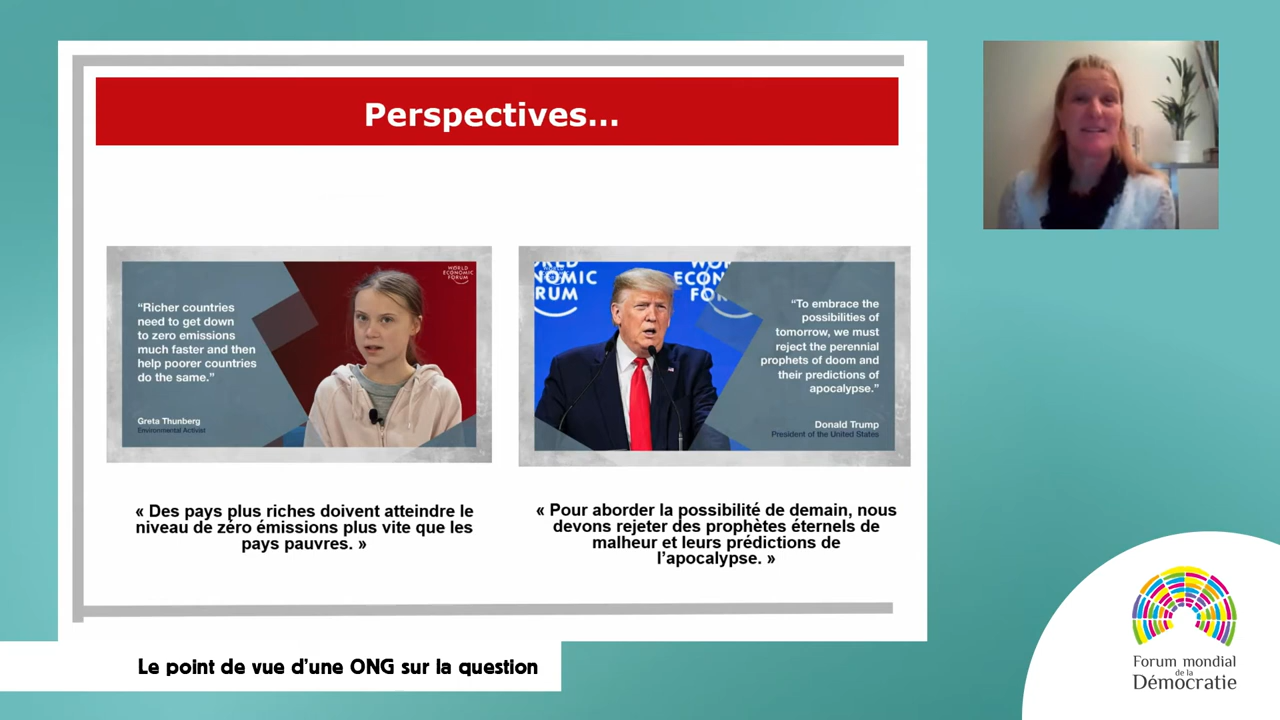 Perspectives...
WORLD
ECONOMIC
FORUM
“Richer countries
need to get down
to zero emissions
much faster and then
help poorer countries
do the same.”
Greta Thunberg
Environmental Activist
NOMIC
RUM
WO
ECON
FOR
“To embrace the
possibilities of
tomorrow, we must
reject the perennial
prophets of doom and
their predictions of
apocalypse.”
Donald Trump
President of the United States
« Des pays plus riches doivent atteindre le
niveau de zéro émissions plus vite que les
pays pauvres. »
« Pour aborder la possibilité de demain, nous
devons rejeter des prophètes éternels de
malheur et leurs prédictions de
l’apocalypse. »
Le point de vue d’une ONG sur la question
Forum mondial
de la
Démocratie